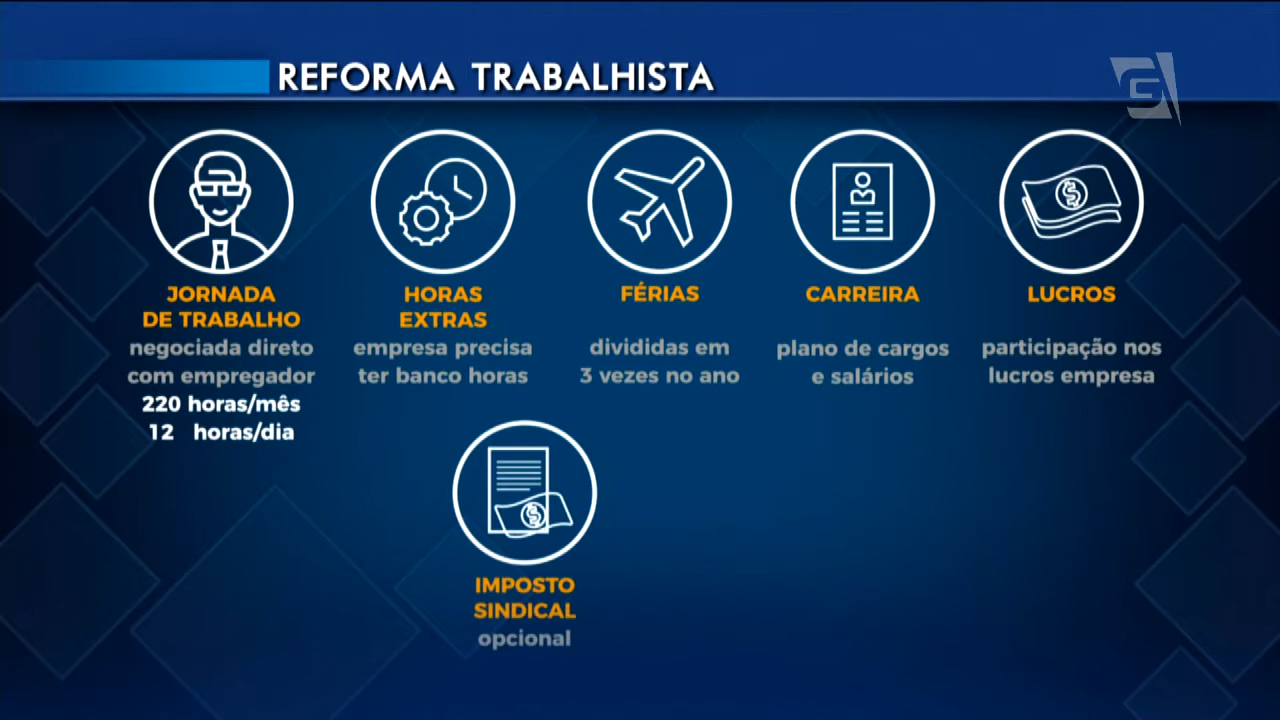 REFORMA TRABALHISTA
JORNADA
DE TRABALHO
negociada direto
com empregador
220 horas/mês
12 horas/dia
HORAS
EXTRAS
empresa precisa
ter banco horas
FÉRIAS
divididas em
3 vezes no ano
CARREIRA
plano de cargos
e salários
LUCROS
participação nos
lucros empresa
IMPOSTO
SINDICAL
opcional